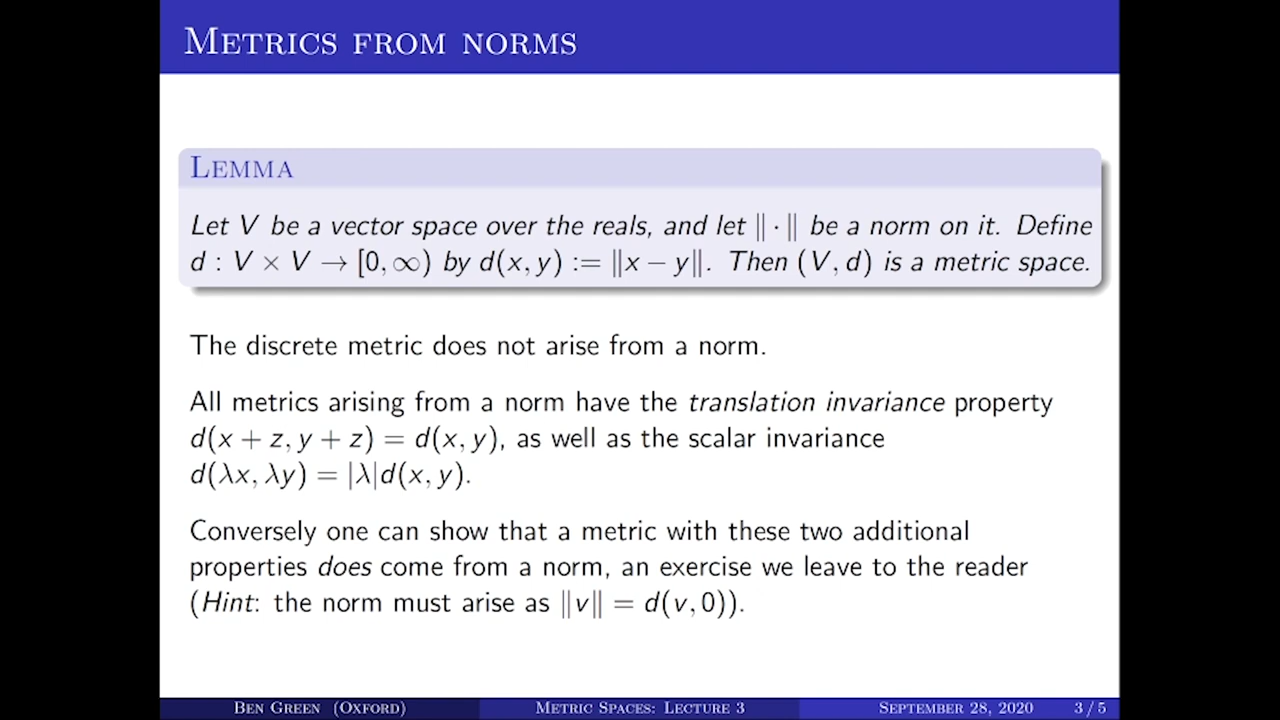 METRICS FROM NORMS
LEMMA
Let V be a vector space over the reals, and let ‖ · ‖ be a norm on it. Define
d : V × V → [0, ∞) by d(x, y) := ‖x − y‖. Then (V, d) is a metric space.
The discrete metric does not arise from a norm.
All metrics arising from a norm have the translation invariance property
d(x + z, y + z) = d(x, y), as well as the scalar invariance
d(λx, λy) = |λ|d(x, y).
Conversely one can show that a metric with these two additional
properties does come from a norm, an exercise we leave to the reader
(Hint: the norm must arise as ‖v‖ = d(v, 0)).
BEN GREEN (OXFORD) METRIC SPACES: LECTURE 3 SEPTEMBER 28, 2020 3 / 5